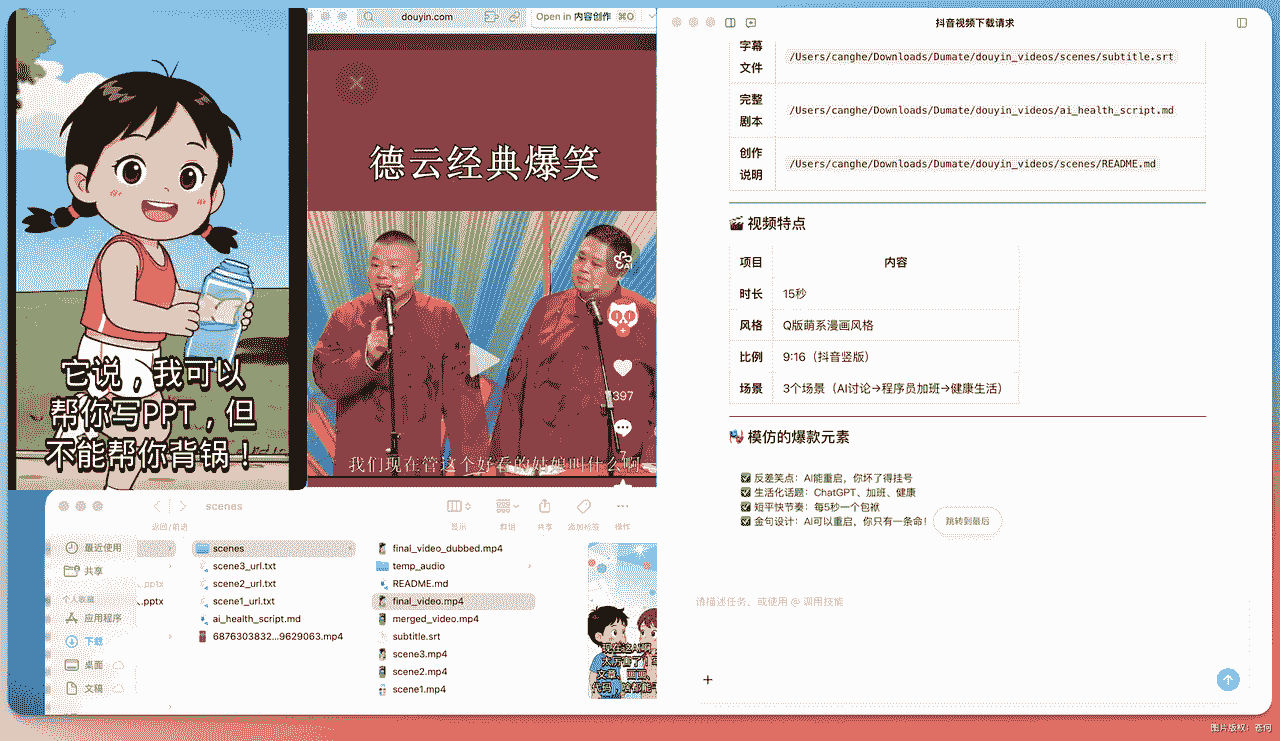 它说，我可以
帮你写PPT，但
不能帮你背锅！
douyin.com
Open in 内容创作 ⌘O
德云经典爆笑
397
7
我们现在管这个好看的姑娘叫什么啊
scenes
返回/前进
显示
群组
共享
添加标签
操作
最近使用
共享
个人收藏
应用程序
下载
桌面
文稿
.pptx
.pptx
scenes
scene3_url.txt
scene2_url.txt
scene1_url.txt
ai_health_script.md
6876303832...9629063.mp4
final_video_dubbed.mp4
temp_audio
README.md
final_video.mp4
merged_video.mp4
subtitle.srt
scene3.mp4
scene2.mp4
scene1.mp4
抖音视频下载请求
字幕
文件
/Users/canghe/Downloads/Dumate/douyin_videos/scenes/subtitle.srt
完整
剧本
/Users/canghe/Downloads/Dumate/douyin_videos/ai_health_script.md
创作
说明
/Users/canghe/Downloads/Dumate/douyin_videos/scenes/README.md
🎬 视频特点
项目 内容
时长 15秒
风格 Q版萌系漫画风格
比例 9:16（抖音竖版）
场景 3个场景（AI讨论→程序员加班→健康生活）
模仿的爆款元素
✅ 反差笑点：AI能重启，你坏了得挂号
✅ 生活化话题：ChatGPT、加班、健康
✅ 短平快节奏：每5秒一个包袱
✅ 金句设计：AI可以重启，你只有一条命！
跳转到最后
请描述任务，或使用 @ 调用技能
图片版权：苍何